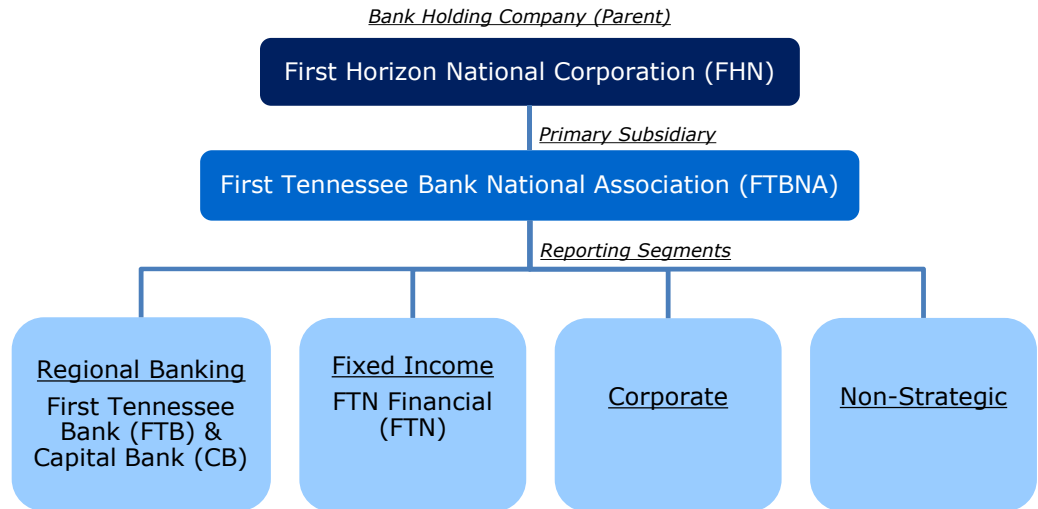 Bank Holding Company (Parent)
First Horizon National Corporation (FHN)
Primary Subsidiary
First Tennessee Bank National Association (FTBNA)
Reporting Segments
Regional Banking
First Tennessee
Bank (FTB) &
Capital Bank (CB)
Fixed Income
FTN Financial
(FTN)
Corporate
Non-Strategic